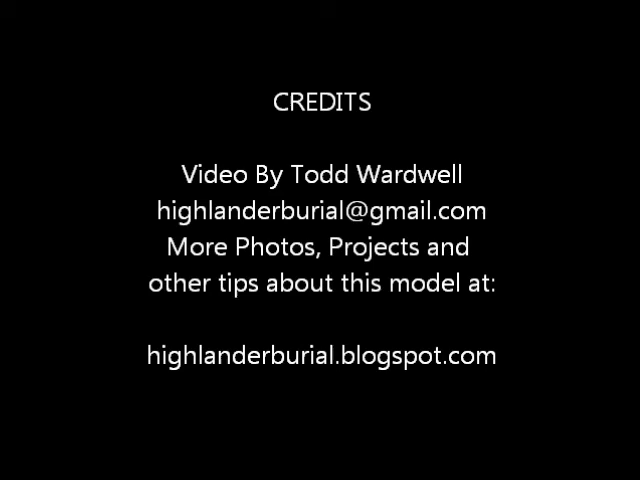 CREDITS
Video By Todd Wardwell
highlanderburial@gmail.com
More Photos, Projects and
other tips about this model at:
highlanderburial.blogspot.com